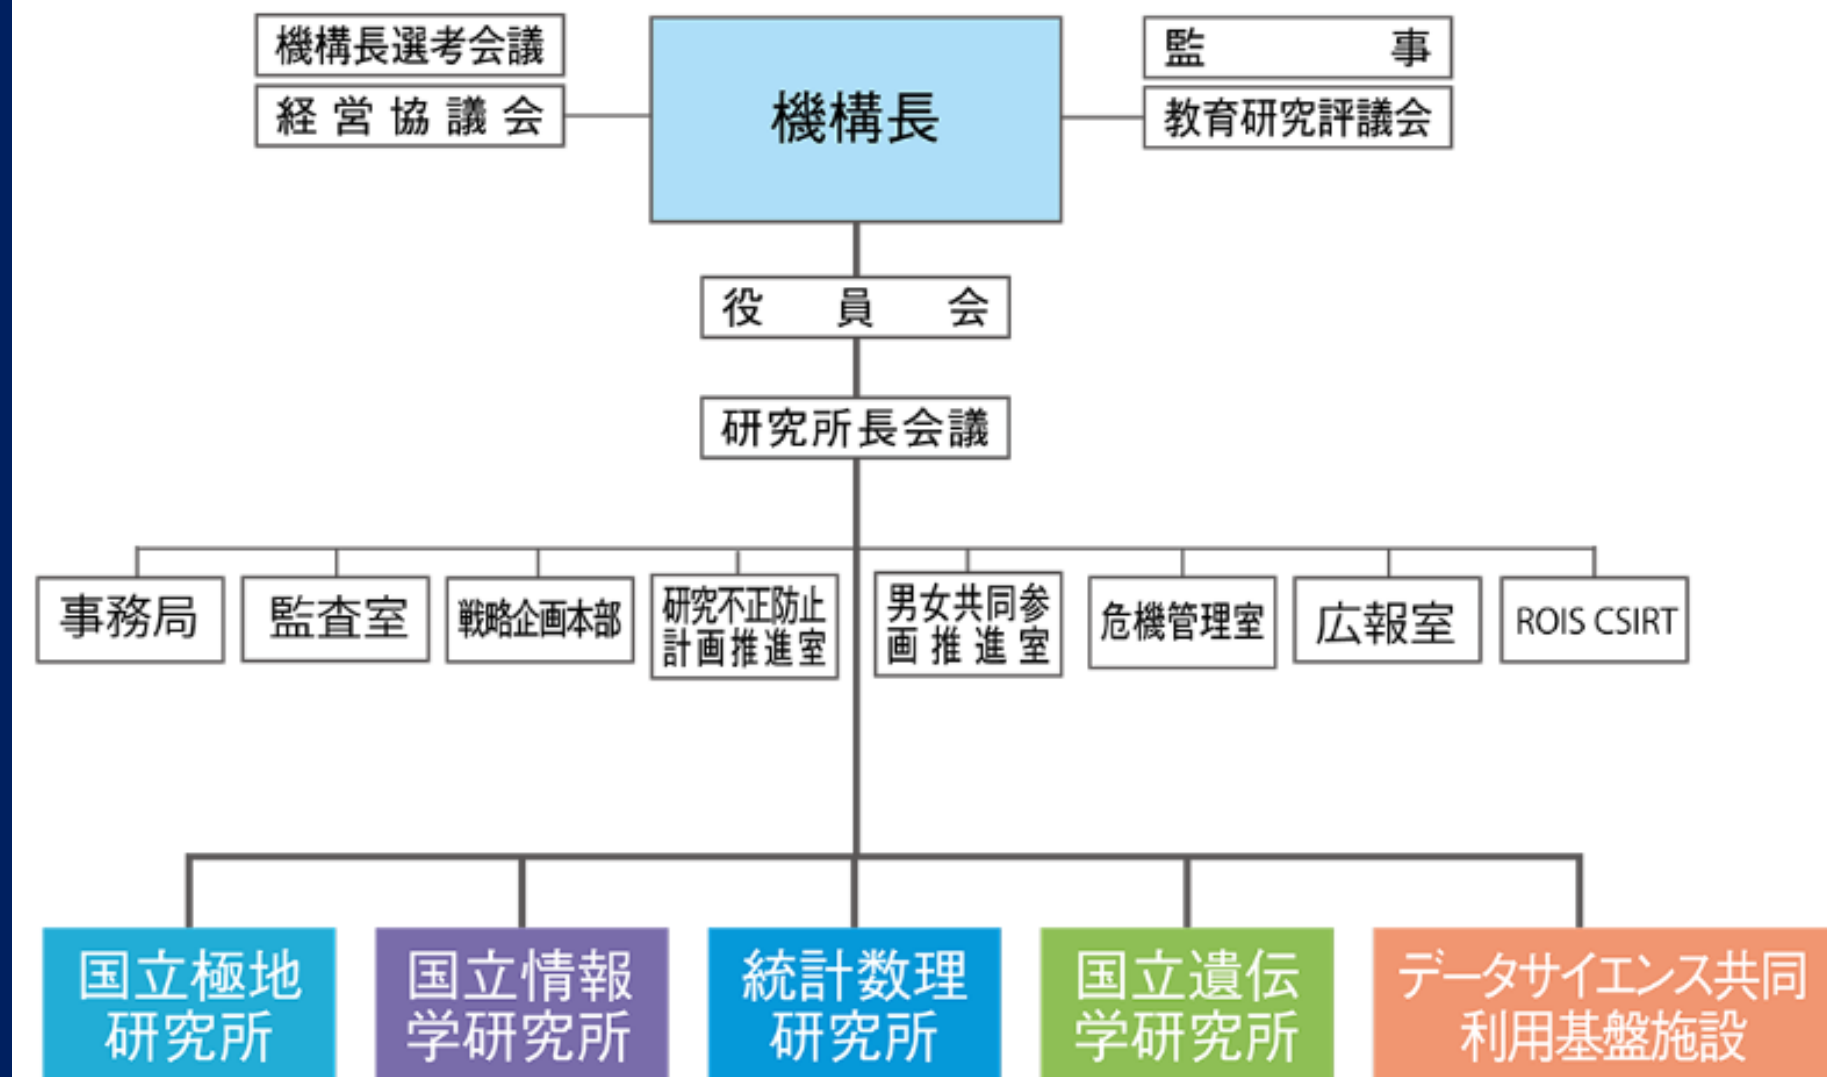 機構長選考会議
経営協議会
機構長
監事
教育研究評議会
役員会
研究所長会議
事務局
監査室
戦略企画本部
研究不正防止
計画推進室
男女共同参
画推進室
危機管理室
広報室
ROIS CSIRT
国立極地
研究所
国立情報
学研究所
統計数理
研究所
国立遺伝
学研究所
データサイエンス共同
利用基盤施設